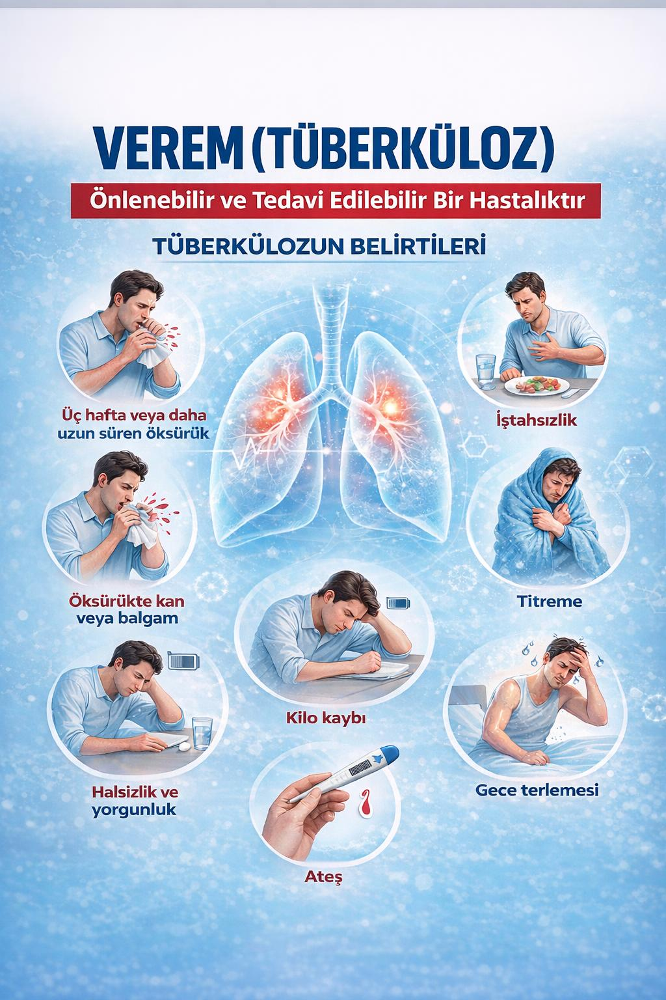 VEREM (TÜBERKÜLOZ)
Önlenebilir ve Tedavi Edilebilir Bir Hastalıktır
TÜBERKÜLOZUN BELİRTİLERİ
Üç hafta veya daha
uzun süren öksürük
İştahsızlik
Öksürükte kan
veya balgam
Titreme
Kilo kaybı
Halsizlik ve
yorgunluk
Gece terlemesi
Ateş